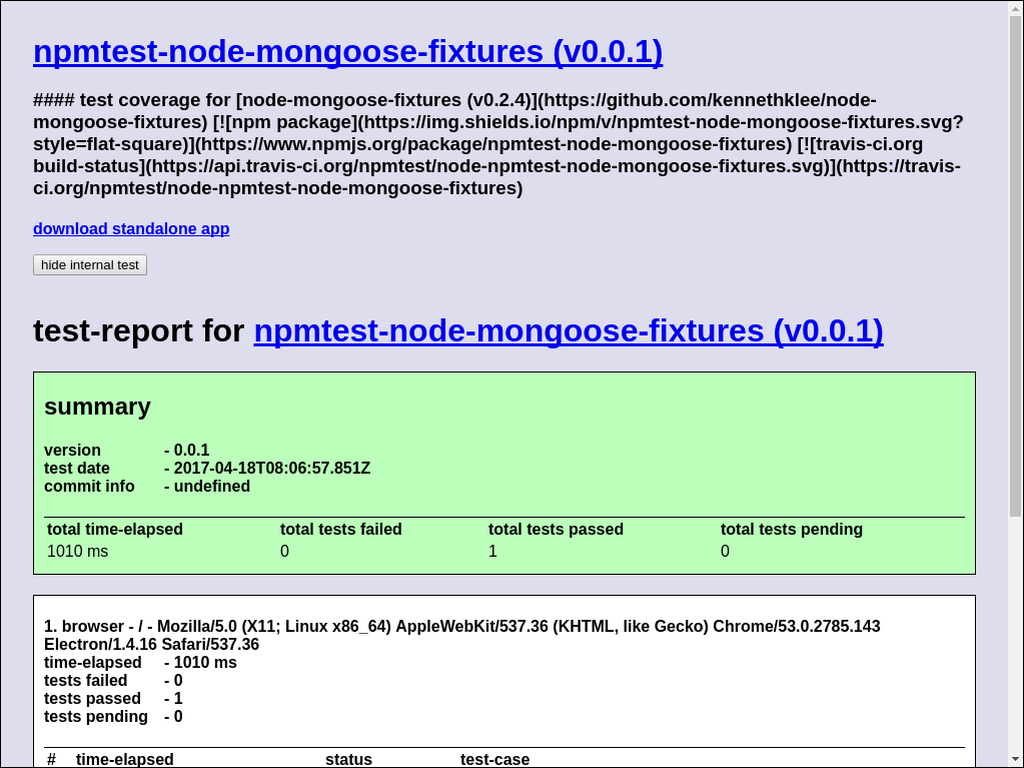 npmtest-node-mongoose-fixtures (v0.0.1)
#### test coverage for [node-mongoose-fixtures (v0.2.4)](https://github.com/kennethklee/node-
mongoose-fixtures) [![npm package](https://img.shields.io/npm/v/npmtest-node-mongoose-fixtures.svg?
style=flat-square)](https://www.npmjs.org/package/npmtest-node-mongoose-fixtures) [![travis-ci.org
build-status](https://api.travis-ci.org/npmtest/node-npmtest-node-mongoose-fixtures.svg)](https://travis-
ci.org/npmtest/node-npmtest-node-mongoose-fixtures)
download standalone app
hide internal test
test-report for npmtest-node-mongoose-fixtures (v0.0.1)
summary
version - 0.0.1
test date - 2017-04-18T08:06:57.851Z
commit info - undefined
total time-elapsed total tests failed total tests passed total tests pending
1010 ms 0 1 0
1. browser - / - Mozilla/5.0 (X11; Linux x86_64) AppleWebKit/537.36 (KHTML, like Gecko) Chrome/53.0.2785.143
Electron/1.4.16 Safari/537.36
time-elapsed - 1010 ms
tests failed - 0
tests passed - 1
tests pending - 0
# time-elapsed status test-case